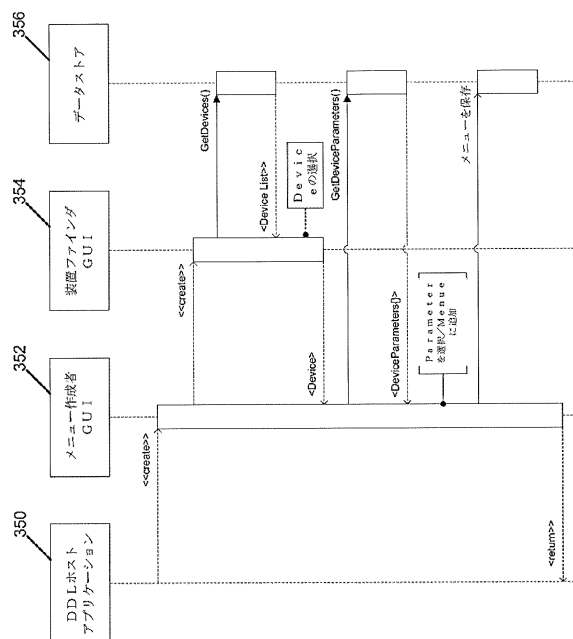 350
DDLホスト
アプリケーション
352
メニュー作成者
GUI
354
装置ファインダ
GUI
356
データストア
<<create>>
<<create>>
GetDevices()
<Device List>>
Devic
eの選択
<Device>
GetDeviceParameters()
<DeviceParameters[]>
Parameter
を選択/Menue
に追加
メニューを保存
<return>>